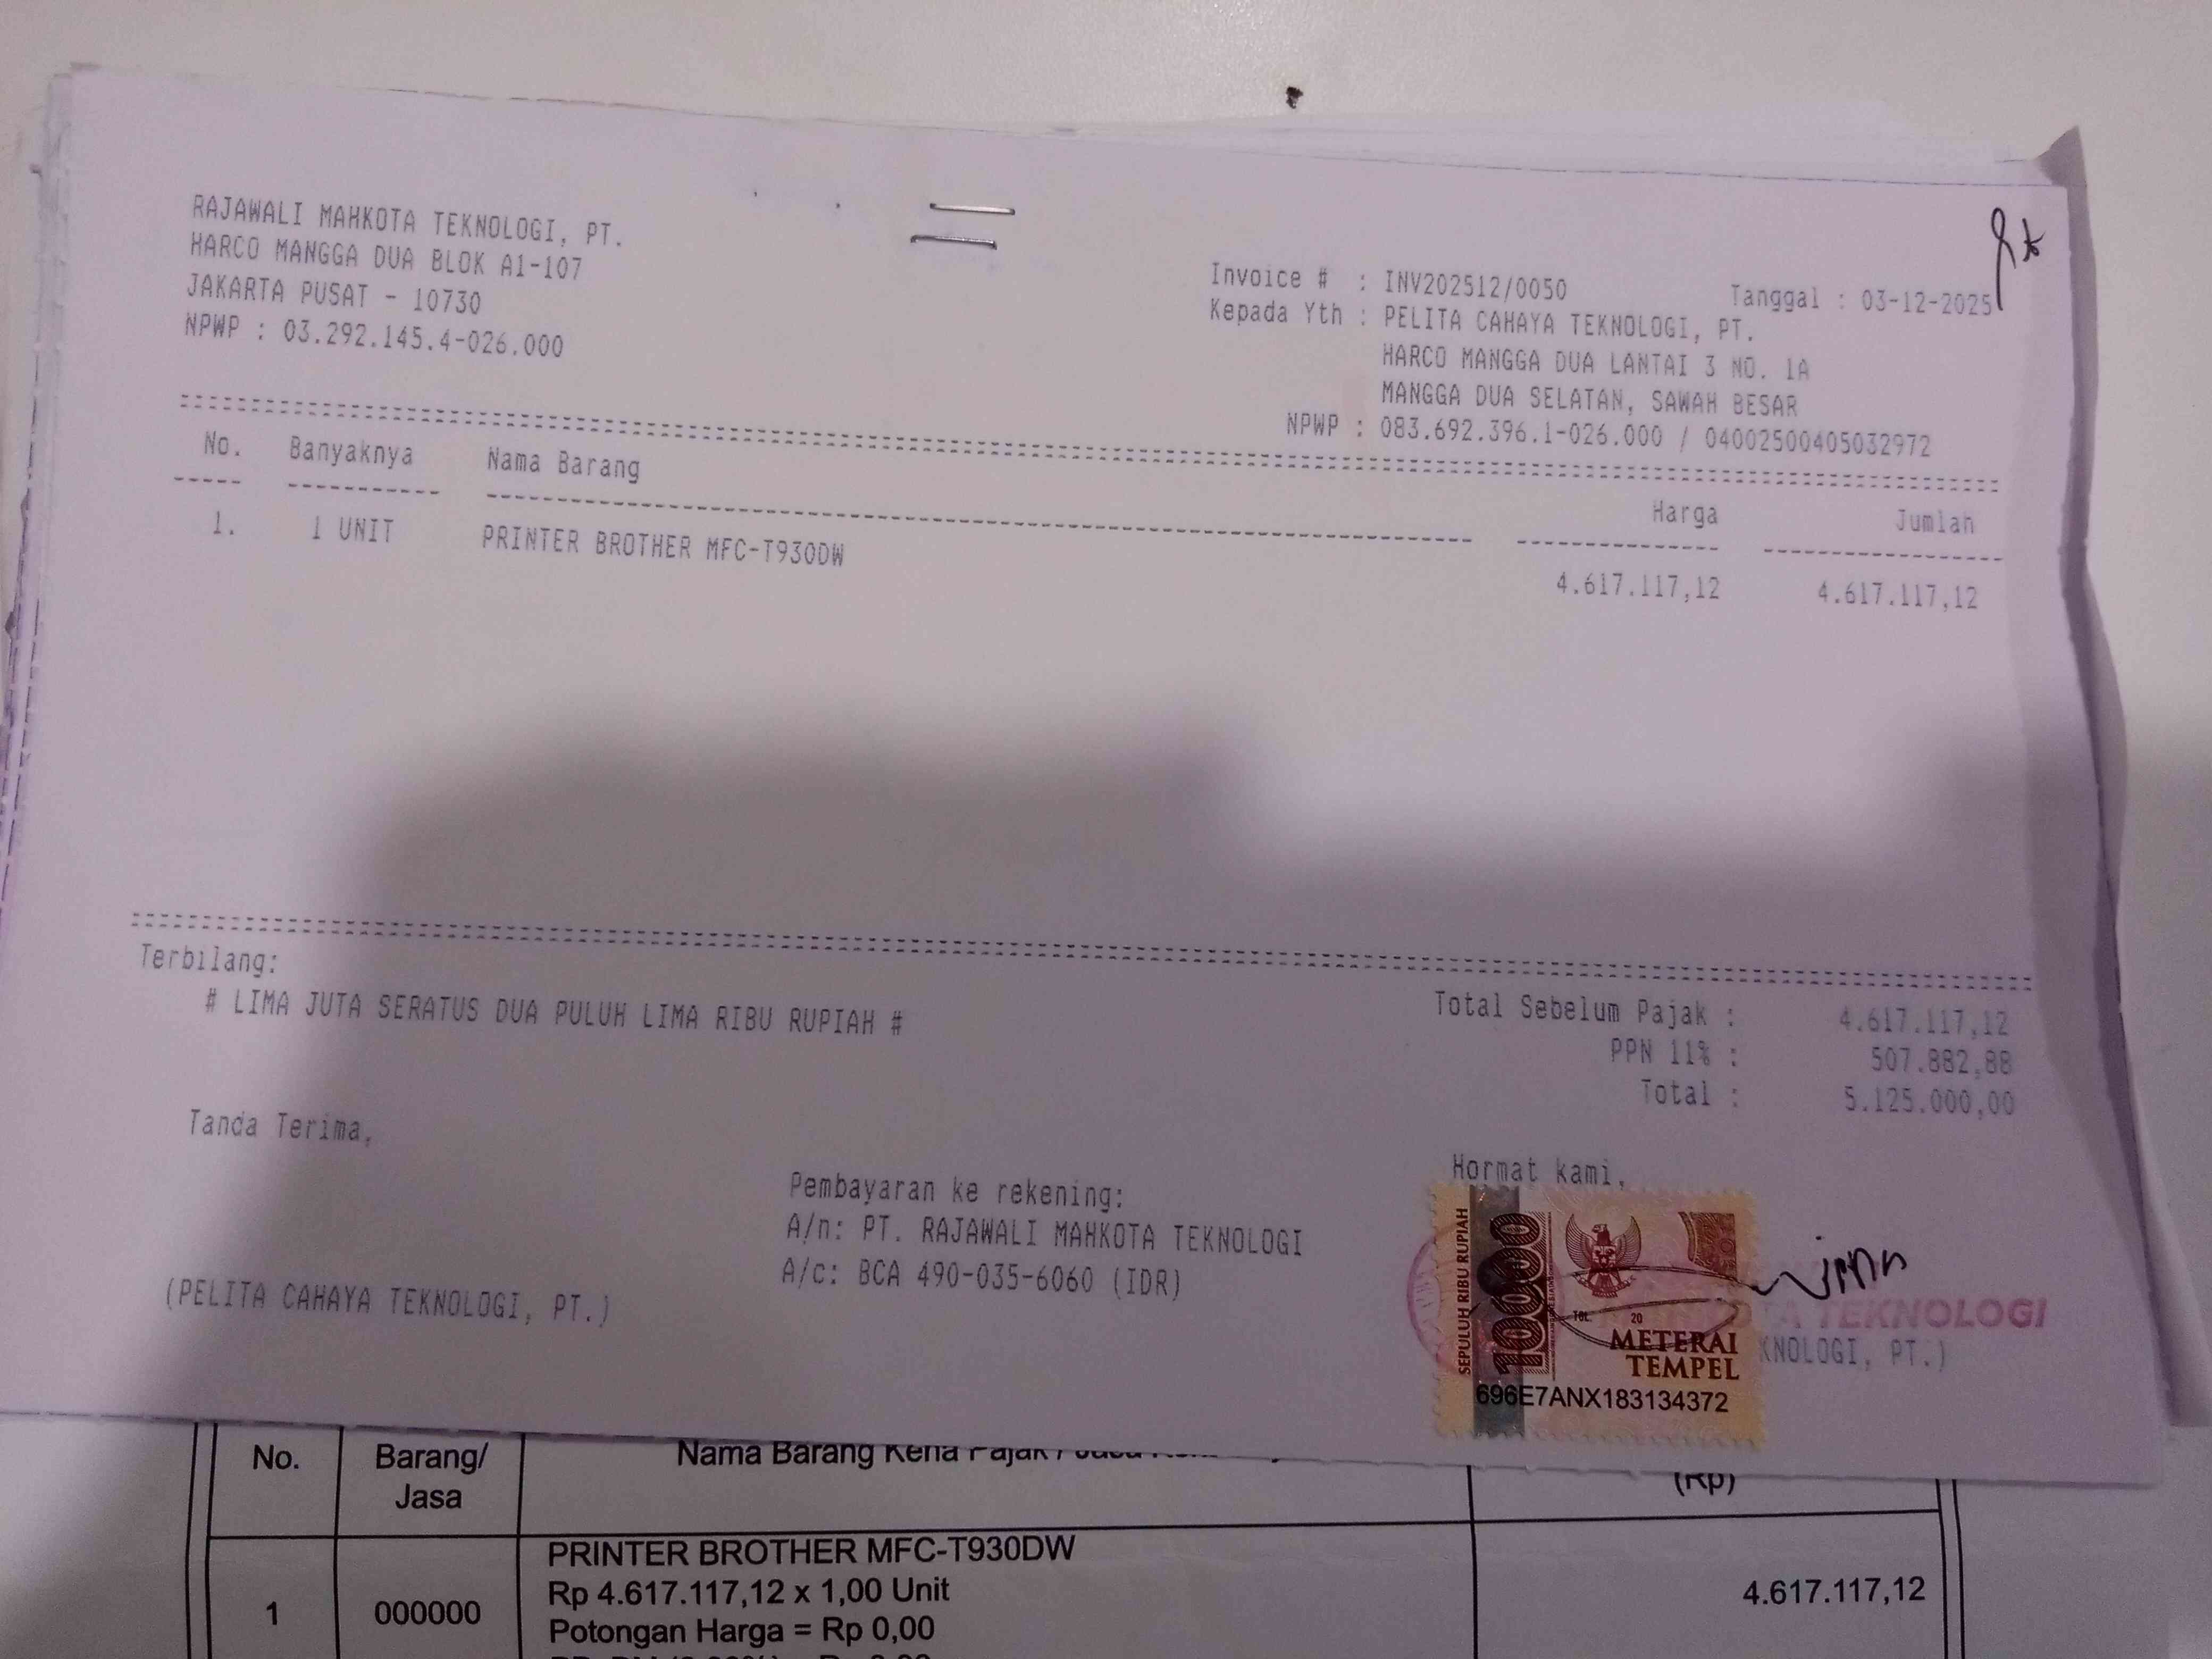 RAJAWALI MAHKOTA TEKNOLOGI, PT.
HARCO MANGGA DUA BLOK A1-107
JAKARTA PUSAT - 10730
NPWP : 03.292.145.4-026.000
Invoice # : INV202512/0050 Tanggal : 03-12-2025
Kepada Yth : PELITA CAHAYA TEKNOLOGI, PT.
HARCO MANGGA DUA LANTAI 3 NO. 1A
MANGGA DUA SELATAN, SAWAH BESAR
NPWP : 083.692.396.1-026.000 / 04002500405032972
No. Banyaknya Nama Barang Harga Jumlah
1. 1 UNIT PRINTER BROTHER MFC-T930DW 4.617.117,12 4.617.117,12
Terbilang:
# LIMA JUTA SERATUS DUA PULUH LIMA RIBU RUPIAH #
Total Sebelum Pajak : 4.617.117,12
PPN 11% : 507.882,88
Total : 5.125.000,00
Tanda Terima,
(PELITA CAHAYA TEKNOLOGI, PT.)
Pembayaran ke rekening:
A/n: PT. RAJAWALI MAHKOTA TEKNOLOGI
A/c: BCA 490-035-6060 (IDR)
Hormat kami,
SEPULUH RIBU RUPIAH
10000
TGL. 20
METERAI
TEMPEL
696E7ANX183134372
TEKNOLOGI
KNOLOGI, PT.)
No. Barang/ Nama Barang Kena Pajak /
Jasa (Rp)
PRINTER BROTHER MFC-T930DW
1 000000 Rp 4.617.117,12 x 1,00 Unit 4.617.117,12
Potongan Harga = Rp 0,00